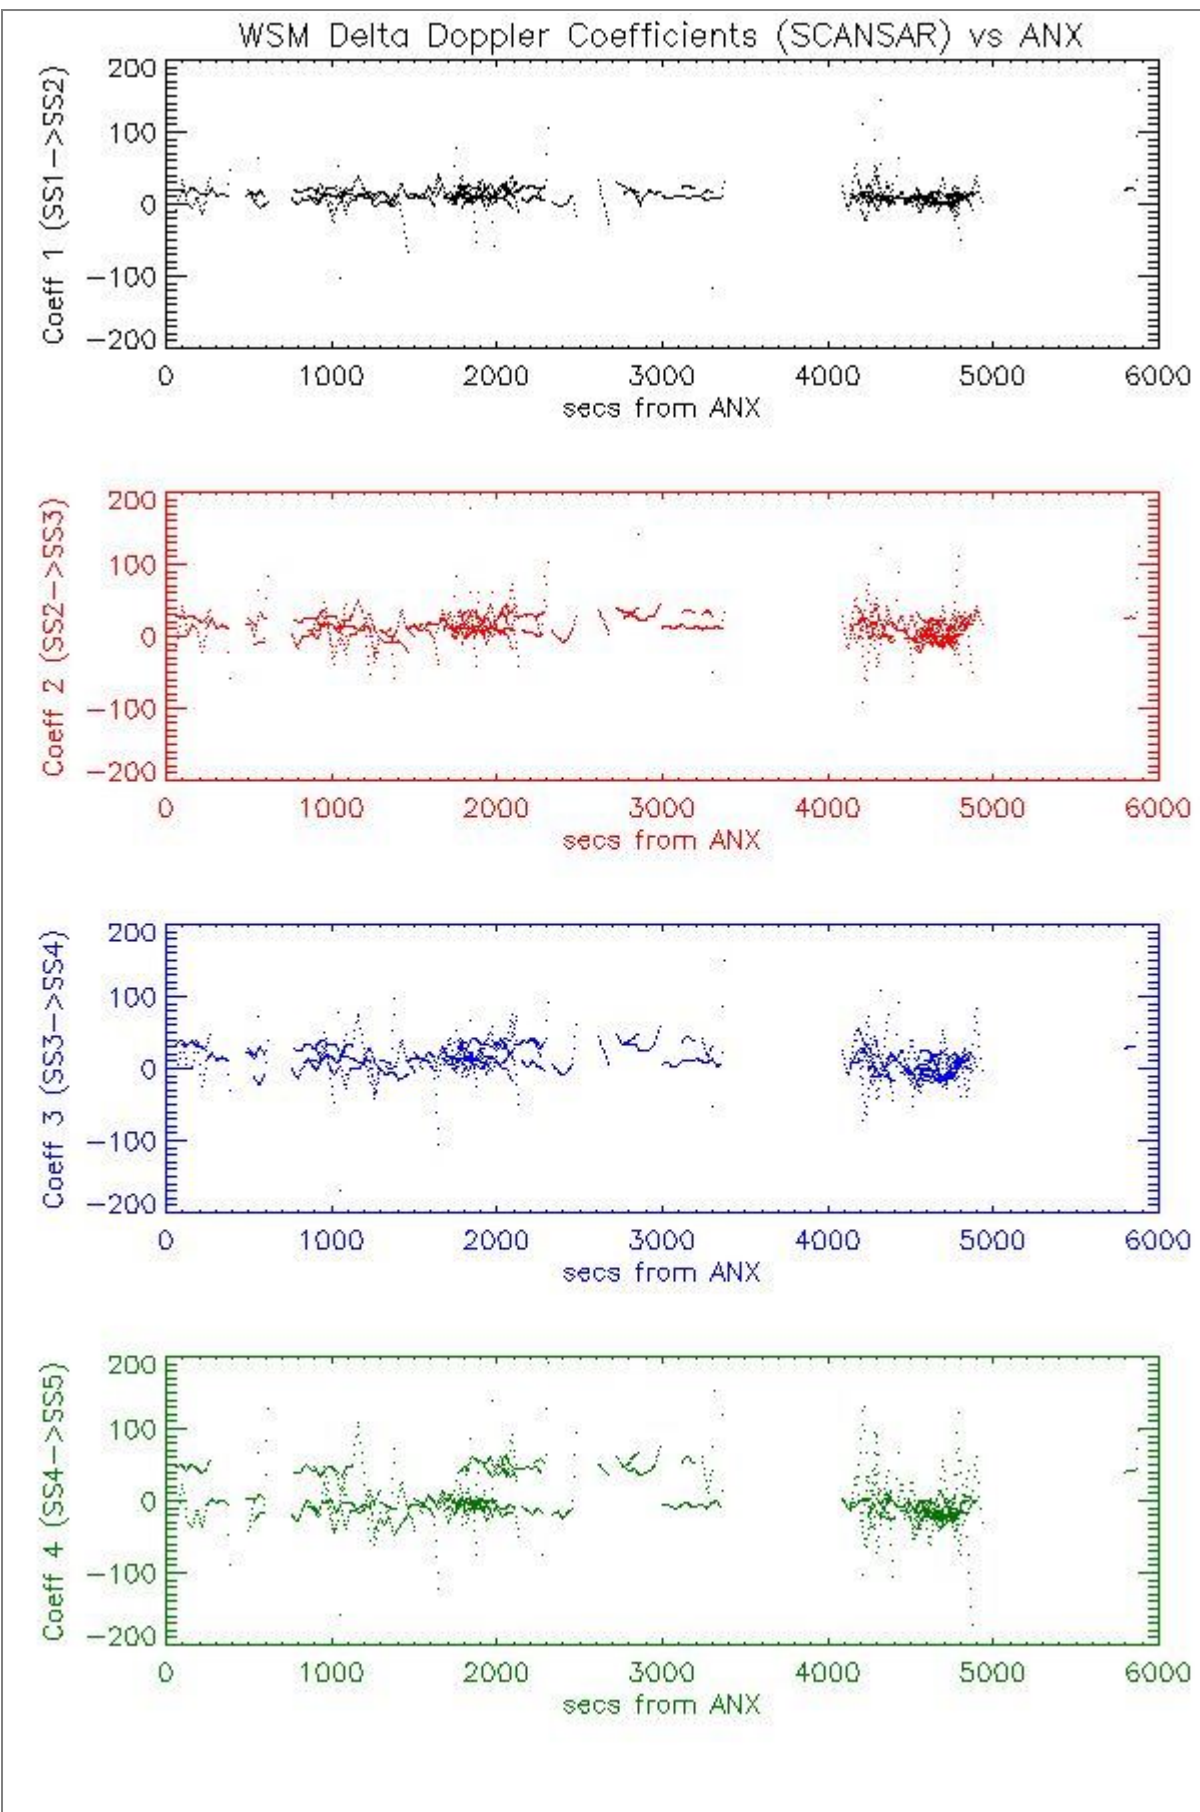 WSM Delta Doppler Coefficients (SCANSAR) vs ANX
Coeff 1 (SS1->SS2)
200
100
0
-100
-200
0 1000 2000 3000 4000 5000 6000
secs from ANX
Coeff 2 (SS2->SS3)
200
100
0
-100
-200
0 1000 2000 3000 4000 5000 6000
secs from ANX
Coeff 3 (SS3->SS4)
200
100
0
-100
-200
0 1000 2000 3000 4000 5000 6000
secs from ANX
Coeff 4 (SS4->SS5)
200
100
0
-100
-200
0 1000 2000 3000 4000 5000 6000
secs from ANX